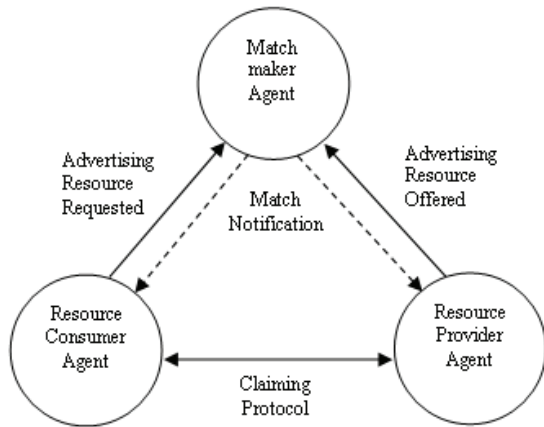 Match
maker
Agent
Advertising
Resource
Requested
Match
Notification
Advertising
Resource
Offered
Resource
Consumer
Agent
Claiming
Protocol
Resource
Provider
Agent